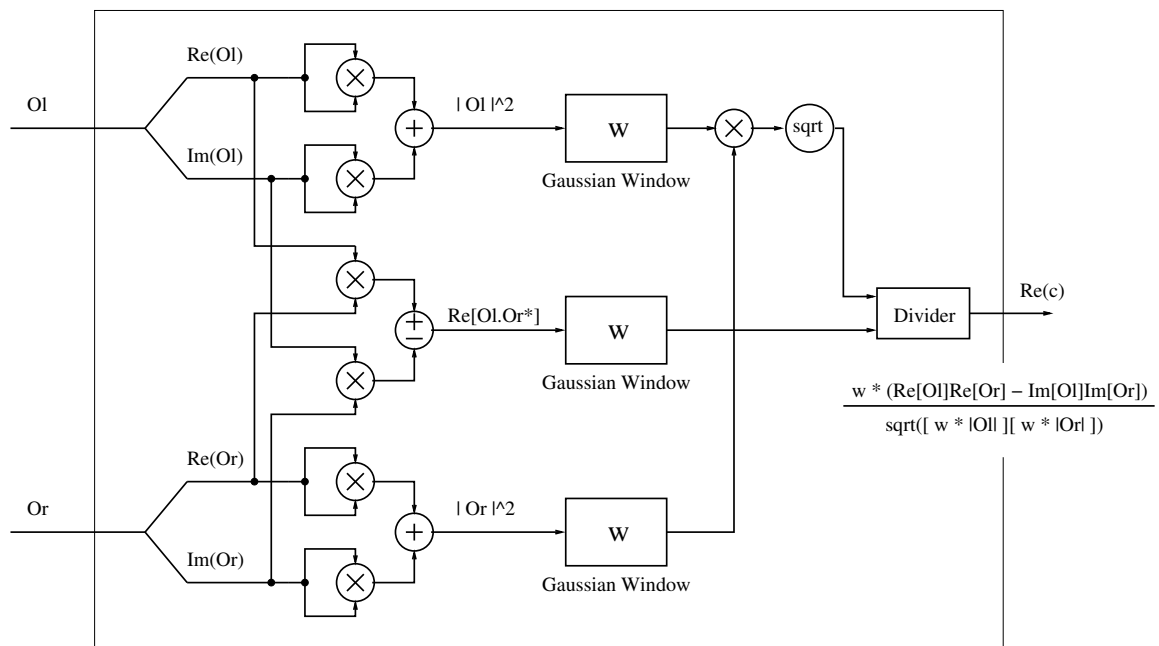 Re(Ol)
Ol
| Ol |^2
w
sqrt
Im(Ol)
Gaussian Window
Re[Ol.Or*]
w
Divider
Re(c)
Gaussian Window
w * (Re[Ol]Re[Or] − Im[Ol]Im[Or])
sqrt([ w * |Ol| ][ w * |Or| ])
Re(Or)
Or
| Or |^2
w
Im(Or)
Gaussian Window